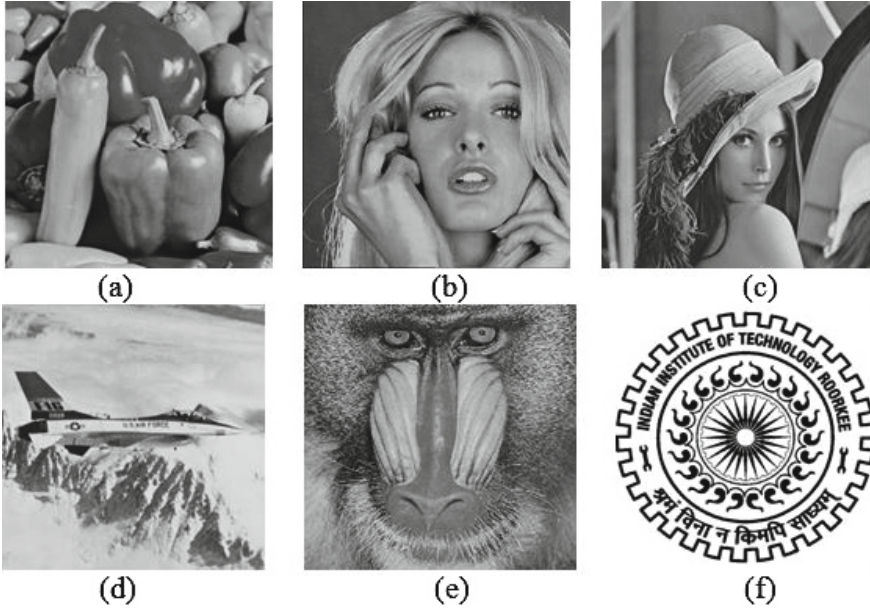 (a)
(b)
(c)
U.S. AIR FORCE
INDIAN INSTITUTE OF TECHNOLOGY ROORKEE
श्रमं विना न किमपि साध्यम्
(d)
(e)
(f)